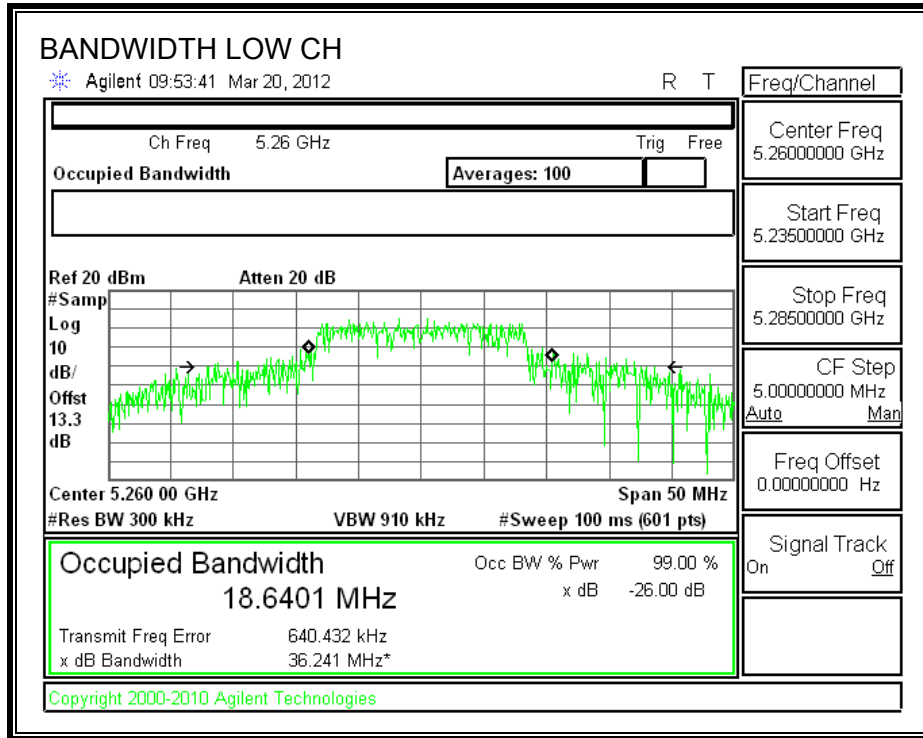 BANDWIDTH LOW CH
Agilent 09:53:41 Mar 20, 2012 R T
Freq/Channel
Ch Freq 5.26 GHz Trig Free
Occupied Bandwidth Averages: 100
Center Freq
5.26000000 GHz
Start Freq
5.23500000 GHz
Stop Freq
5.28500000 GHz
CF Step
5.00000000 MHz
Auto Man
Freq Offset
0.00000000 Hz
Signal Track
On Off
Ref 20 dBm Atten 20 dB
#Samp
Log
10
dB/
Offst
13.3
dB
Center 5.260 00 GHz Span 50 MHz
#Res BW 300 kHz VBW 910 kHz #Sweep 100 ms (601 pts)
Occupied Bandwidth Occ BW % Pwr 99.00 %
18.6401 MHz x dB -26.00 dB
Transmit Freq Error 640.432 kHz
x dB Bandwidth 36.241 MHz*
Copyright 2000-2010 Agilent Technologies